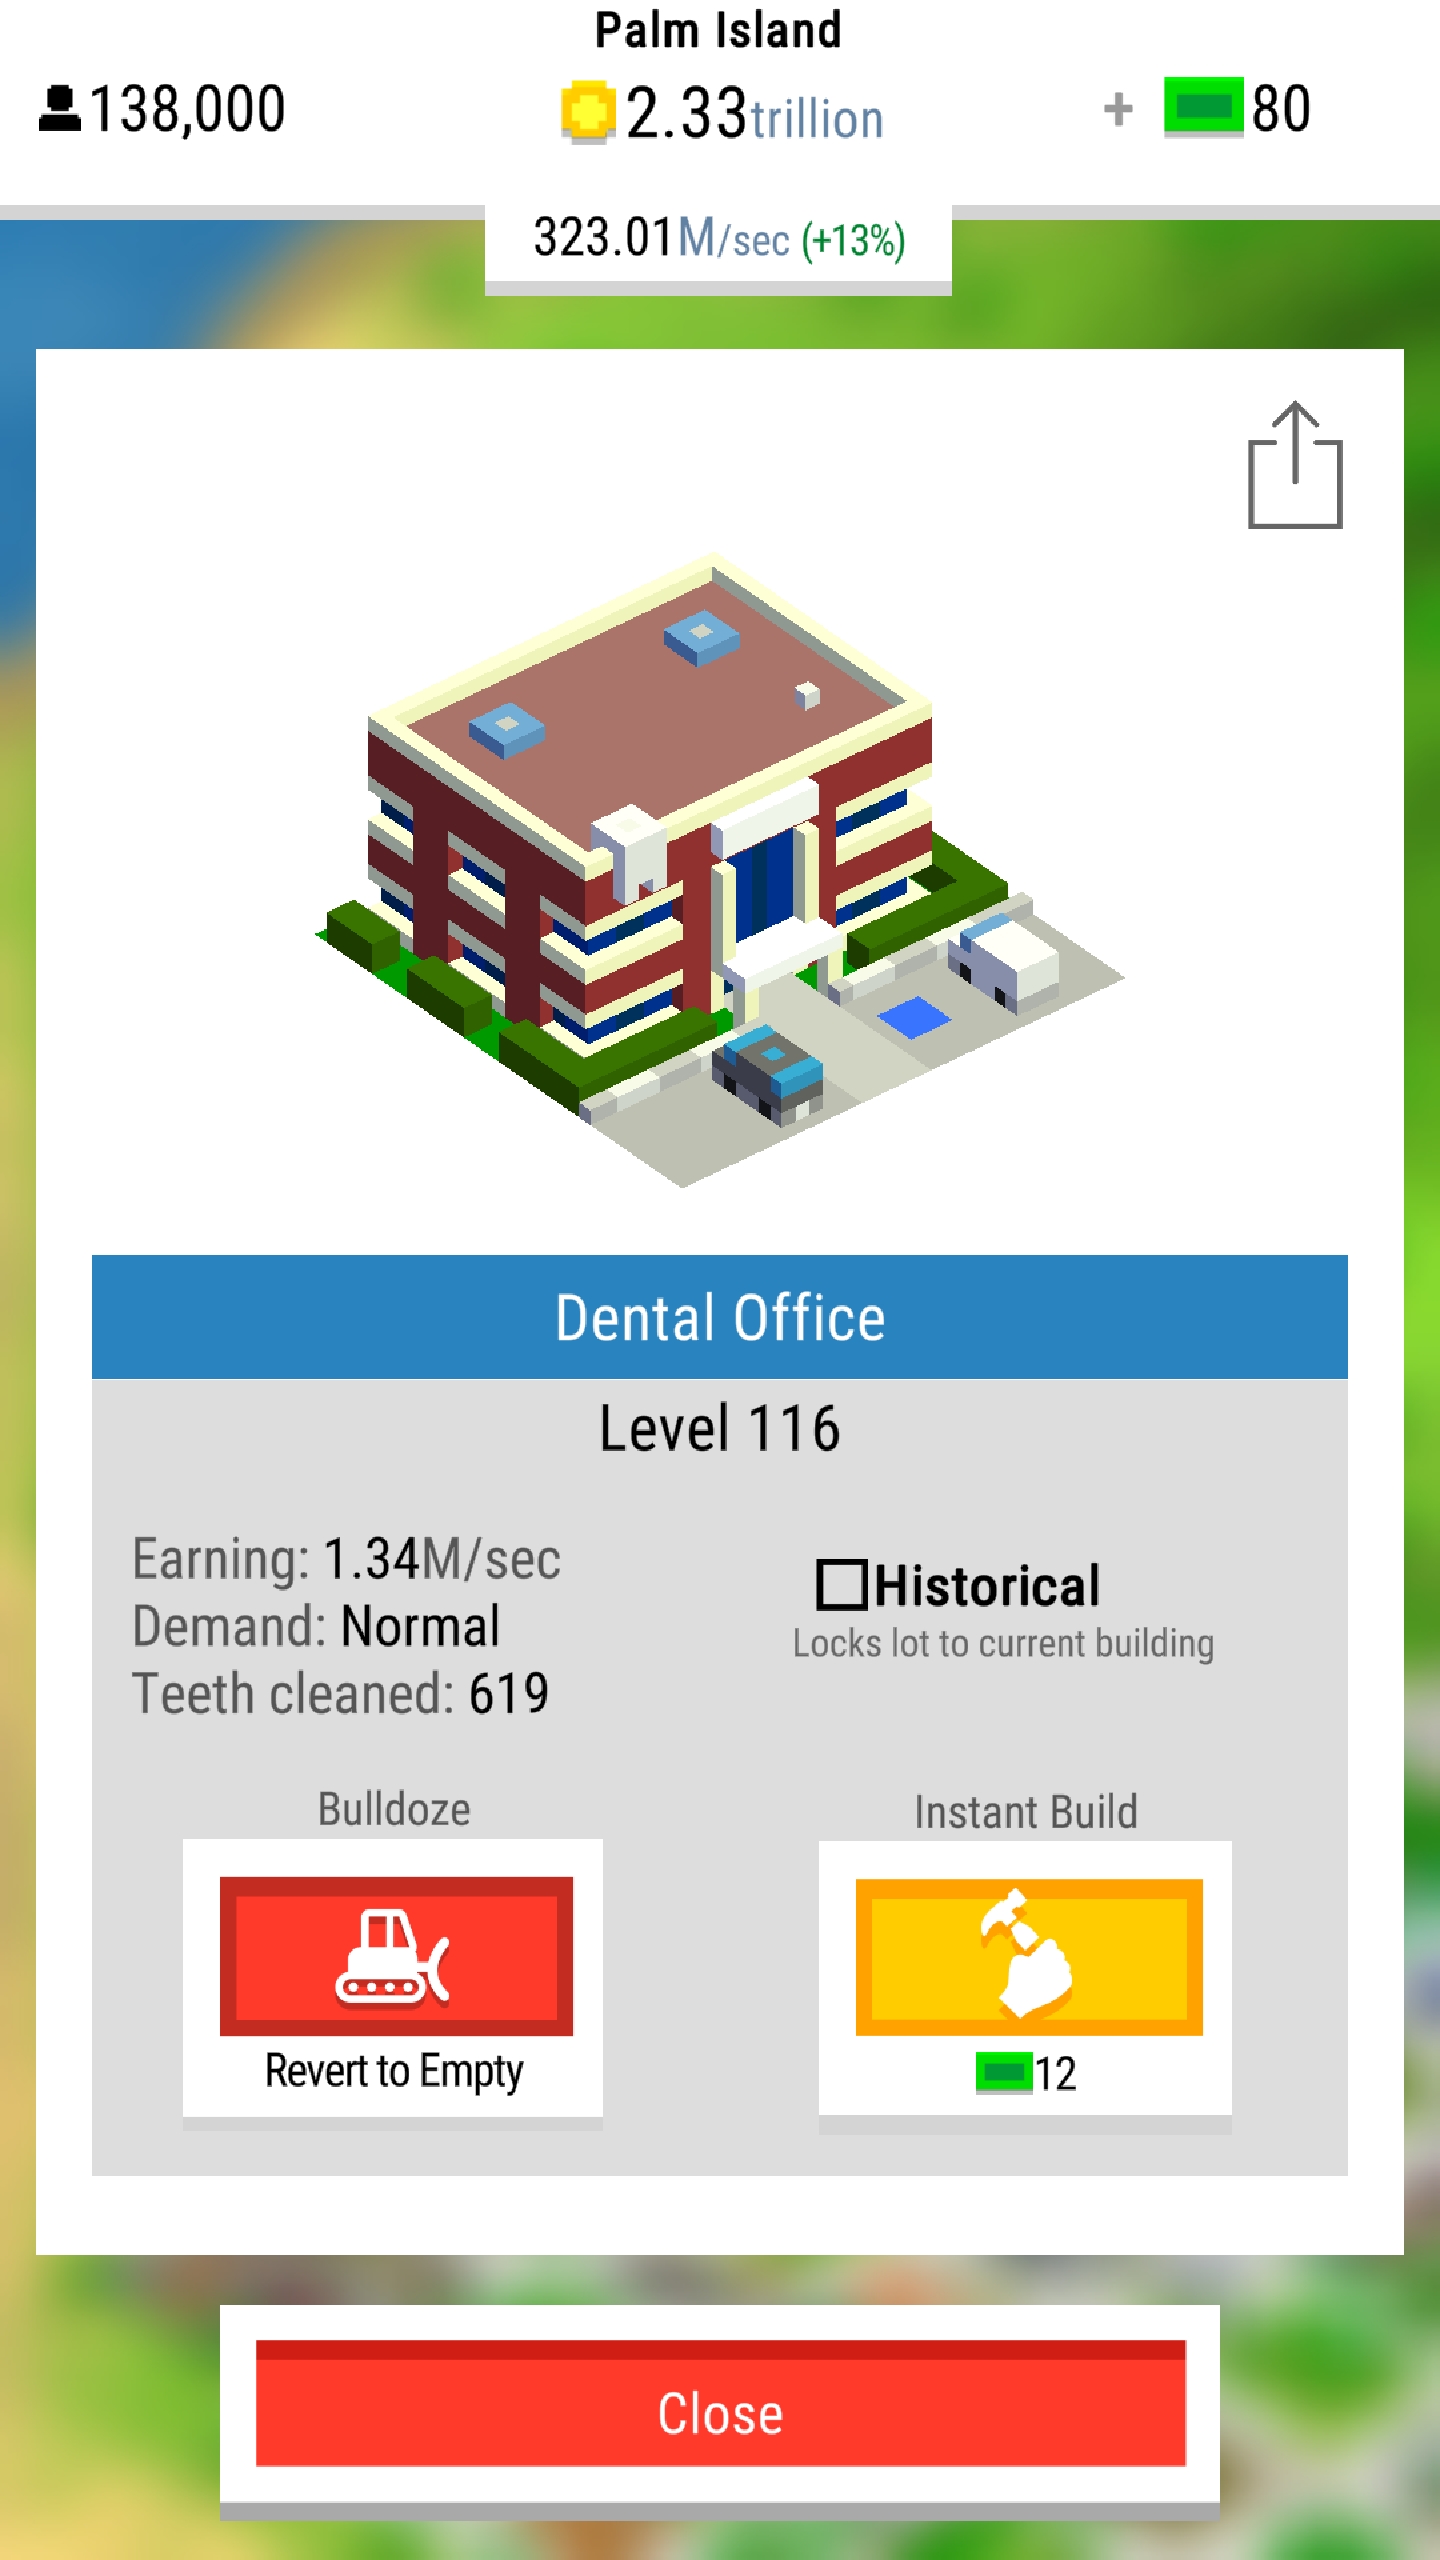 Palm Island
138,000
2.33trillion
+ 80
323.01M/sec (+13%)
Dental Office
Level 116
Earning: 1.34M/sec
Demand: Normal
Teeth cleaned: 619
Historical
Locks lot to current building
Bulldoze
Revert to Empty
Instant Build
12
Close